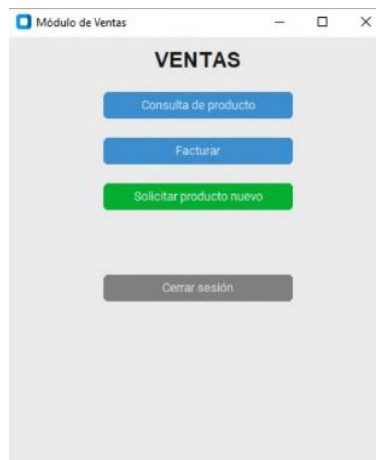 Módulo de Ventas
VENTAS
Consulta de producto
Facturar
Solicitar producto nuevo
Cerrar sesión